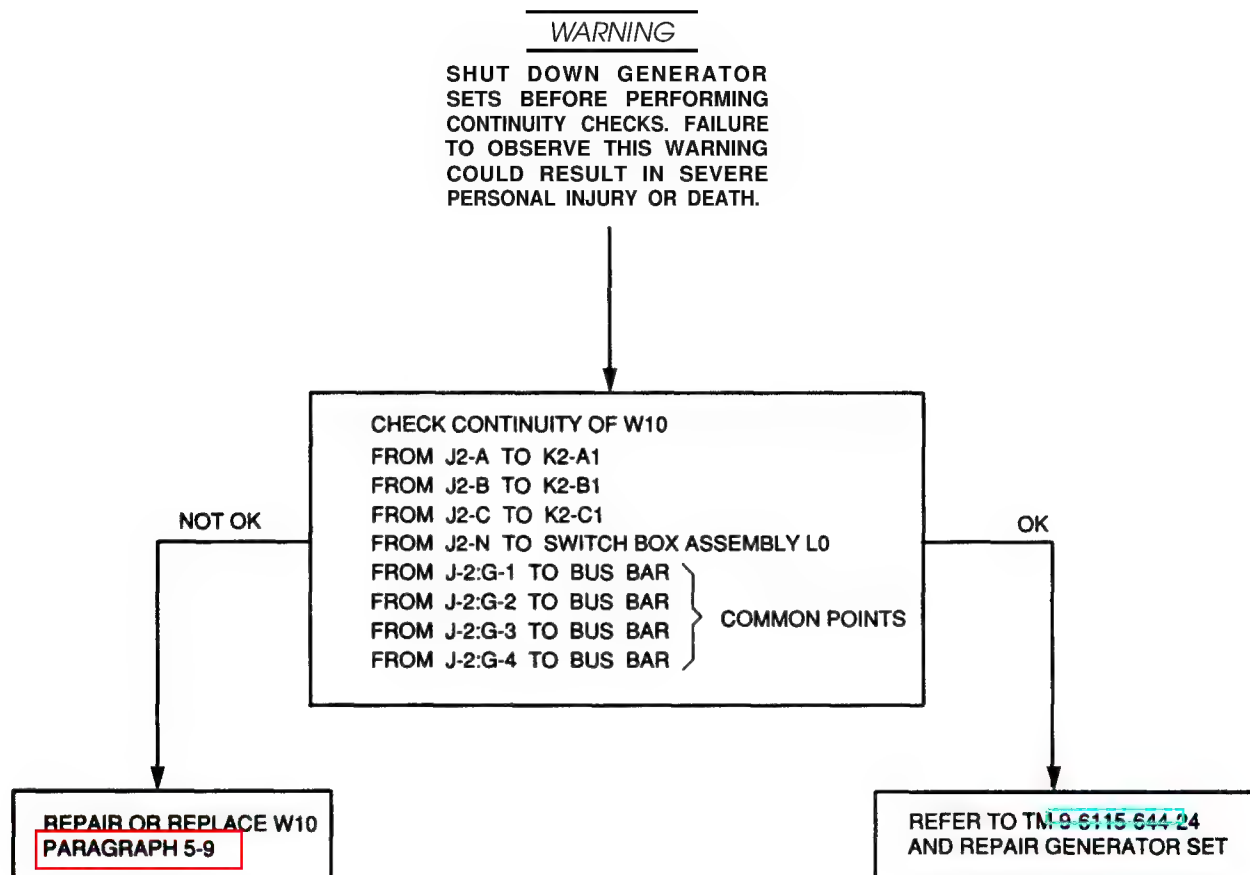 WARNING
SHUT DOWN GENERATOR
SETS BEFORE PERFORMING
CONTINUITY CHECKS. FAILURE
TO OBSERVE THIS WARNING
COULD RESULT IN SEVERE
PERSONAL INJURY OR DEATH.
CHECK CONTINUITY OF W10
FROM J2-A TO K2-A1
FROM J2-B TO K2-B1
FROM J2-C TO K2-C1
FROM J2-N TO SWITCH BOX ASSEMBLY L0
FROM J-2:G-1 TO BUS BAR
FROM J-2:G-2 TO BUS BAR
FROM J-2:G-3 TO BUS BAR
FROM J-2:G-4 TO BUS BAR
COMMON POINTS
NOT OK
OK
REPAIR OR REPLACE W10
PARAGRAPH 5-9
REFER TO TM 9-6115-644-24
AND REPAIR GENERATOR SET